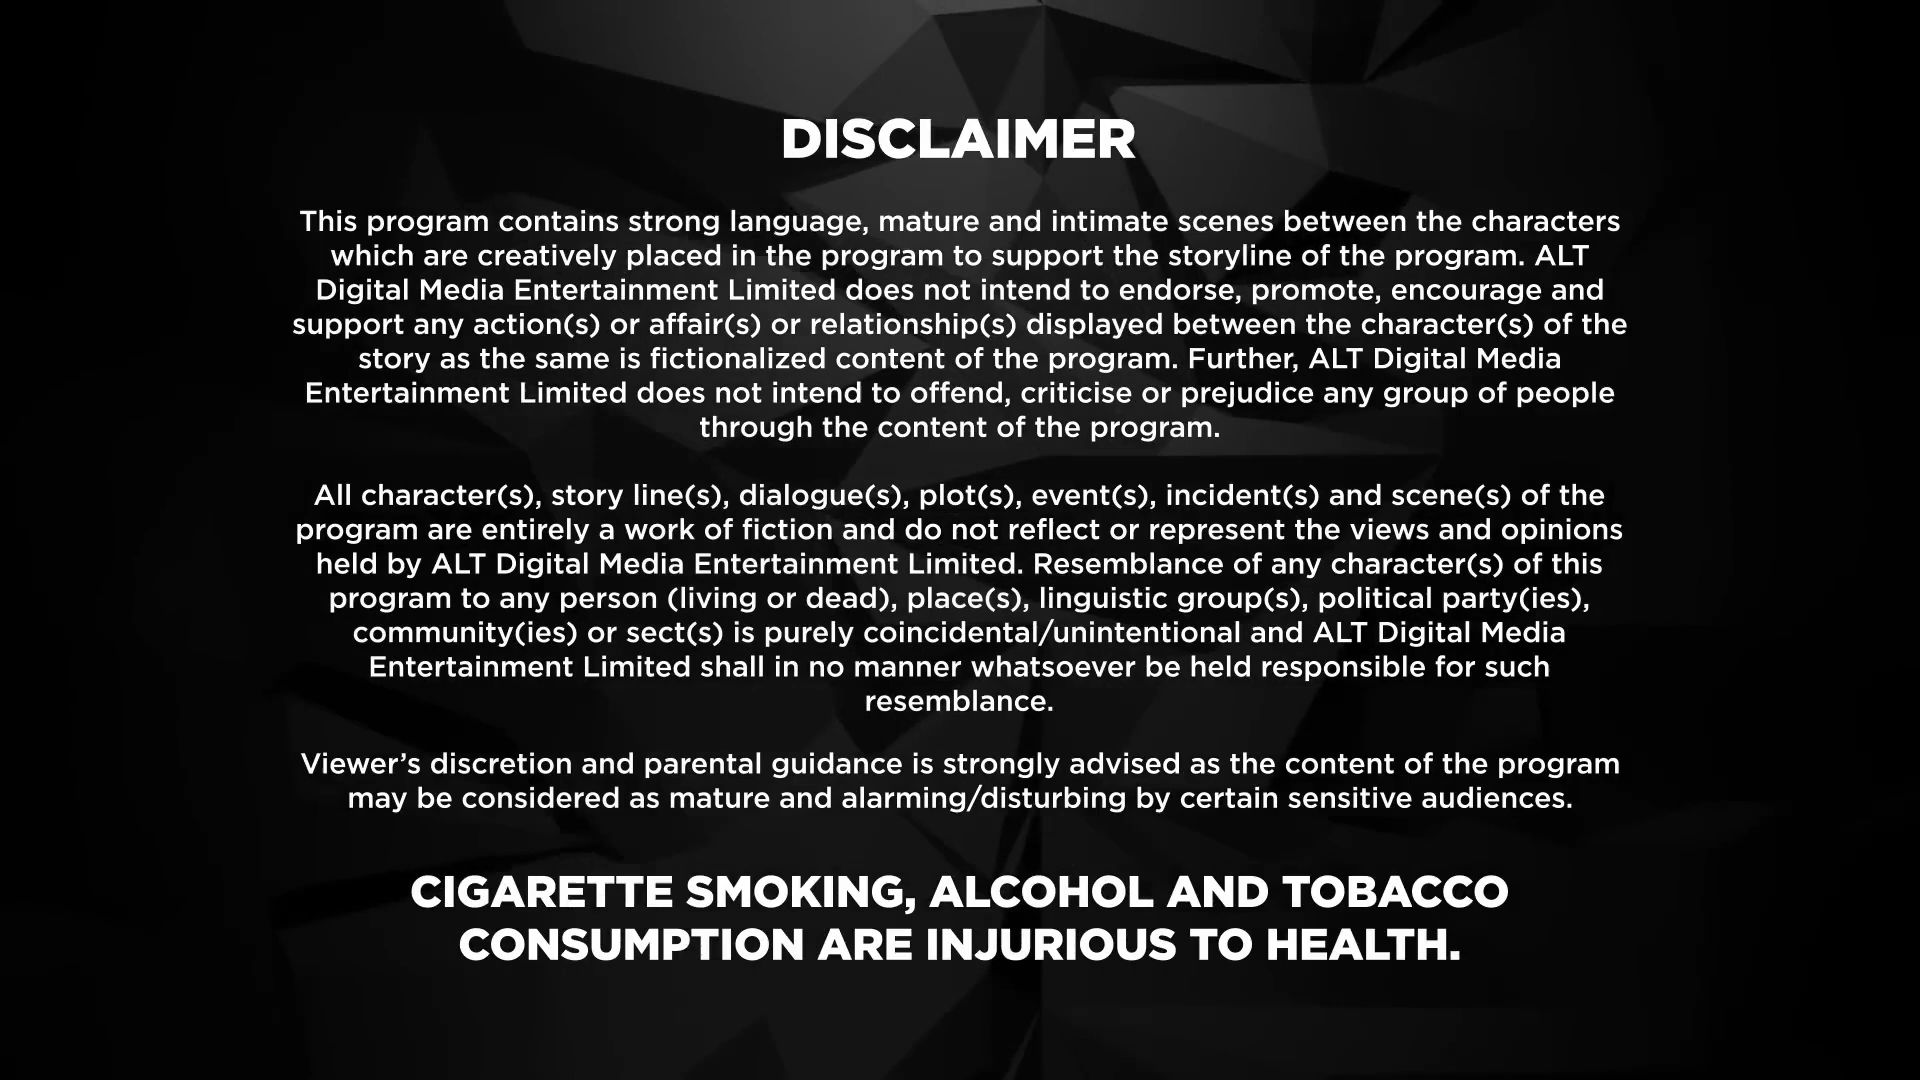 DISCLAIMER
This program contains strong language, mature and intimate scenes between the characters
which are creatively placed in the program to support the storyline of the program. ALT
Digital Media Entertainment Limited does not intend to endorse, promote, encourage and
support any action(s) or affair(s) or relationship(s) displayed between the character(s) of the
story as the same is fictionalized content of the program. Further, ALT Digital Media
Entertainment Limited does not intend to offend, criticise or prejudice any group of people
through the content of the program.
All character(s), story line(s), dialogue(s), plot(s), event(s), incident(s) and scene(s) of the
program are entirely a work of fiction and do not reflect or represent the views and opinions
held by ALT Digital Media Entertainment Limited. Resemblance of any character(s) of this
program to any person (living or dead), place(s), linguistic group(s), political party(ies),
community(ies) or sect(s) is purely coincidental/unintentional and ALT Digital Media
Entertainment Limited shall in no manner whatsoever be held responsible for such
resemblance.
Viewer’s discretion and parental guidance is strongly advised as the content of the program
may be considered as mature and alarming/disturbing by certain sensitive audiences.
CIGARETTE SMOKING, ALCOHOL AND TOBACCO
CONSUMPTION ARE INJURIOUS TO HEALTH.